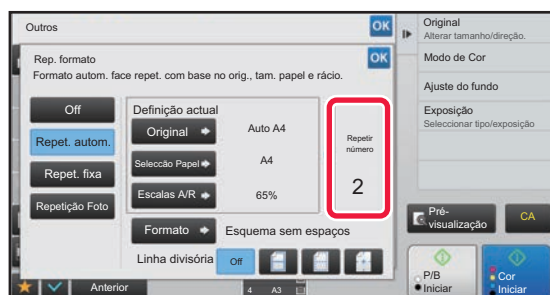 Outros
OK
Rep. formato
OK
Formato autom. face repet. com base no orig., tam. papel e rácio.
Off
Repet. autom.
Repet. fixa
Repetição Foto
Definição actual
Original
Auto A4
Selecção Papel
A4
Escalas A/R
65%
Repetir
número
2
Formato
Esquema sem espaços
Linha divisória
Off
Anterior
4
A3
Original
Alterar tamanho/direção.
Modo de Cor
Ajuste do fundo
Exposição
Seleccionar tipo/exposição
Pré-
visualização
CA
P/B
Iniciar
Cor
Iniciar